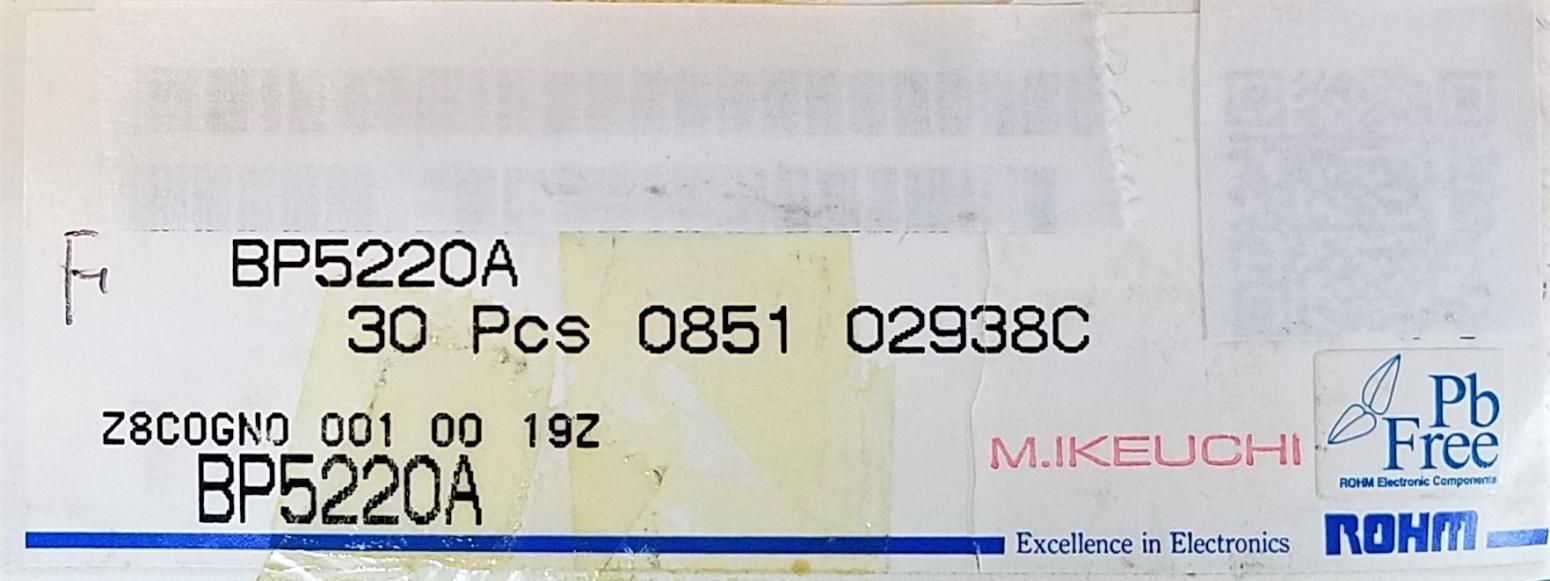 BP5220A
30 Pcs 0851 02938C
Z8C0GN0 001 00 19Z
BP5220A
M.IKEUCHI
Pb
Free
ROHM Electronic Components
Excellence in Electronics
ROHM